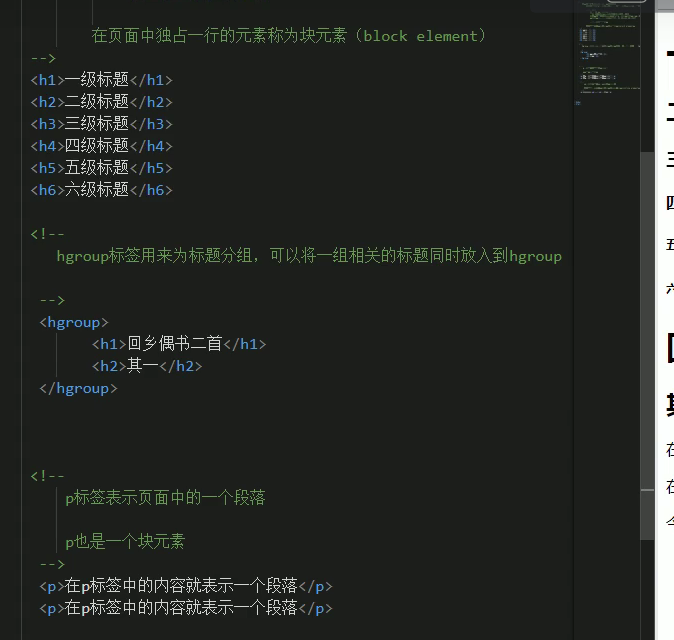 在页面中独占一行的元素称为块元素（block element）
-->
<h1>一级标题</h1>
<h2>二级标题</h2>
<h3>三级标题</h3>
<h4>四级标题</h4>
<h5>五级标题</h5>
<h6>六级标题</h6>
<!--
hgroup标签用来为标题分组，可以将一组相关的标题同时放入到hgroup
-->
<hgroup>
<h1>回乡偶书二首</h1>
<h2>其一</h2>
</hgroup>
<!--
p标签表示页面中的一个段落
p也是一个块元素
-->
<p>在p标签中的内容就表示一个段落</p>
<p>在p标签中的内容就表示一个段落</p>